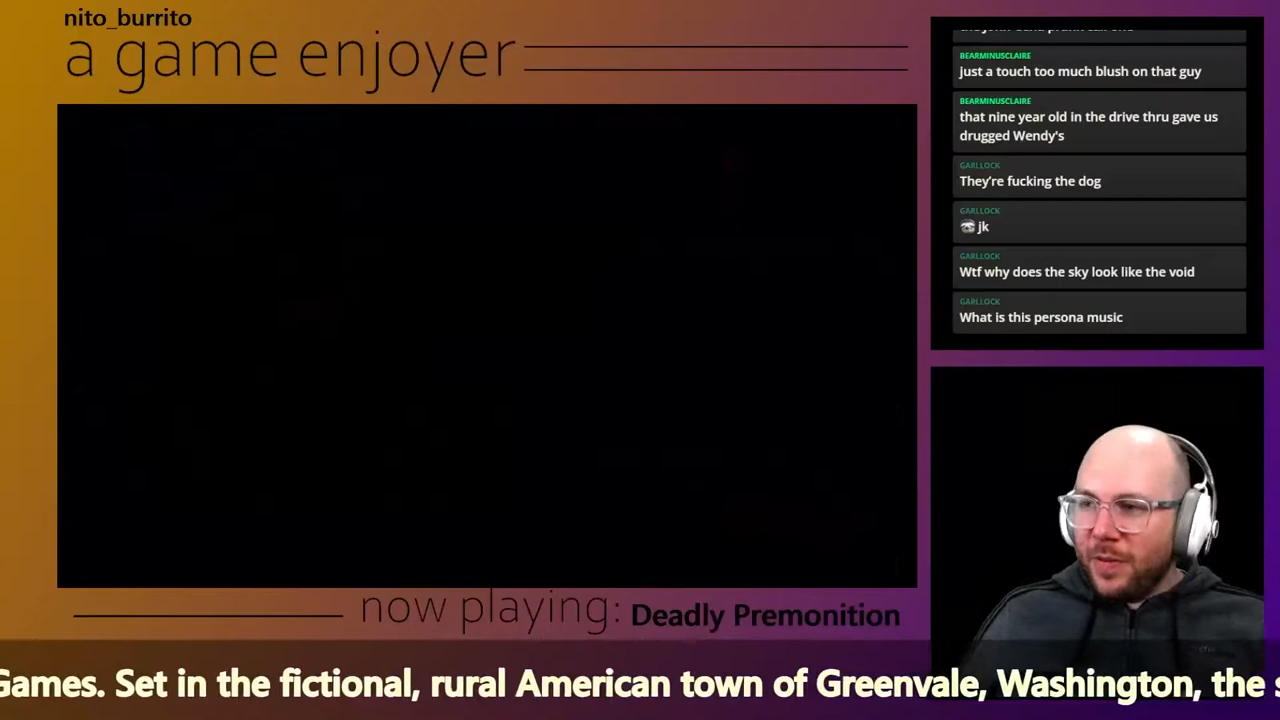 nito_burrito
a game enjoyer
BEARMINUSCLAIRE
just a touch too much blush on that guy
BEARMINUSCLAIRE
that nine year old in the drive thru gave us
drugged Wendy's
GARLLOCK
They're fucking the dog
GARLLOCK
jk
GARLLOCK
Wtf why does the sky look like the void
GARLLOCK
What is this persona music
now playing: Deadly Premonition
Games. Set in the fictional, rural American town of Greenvale, Washington, the s